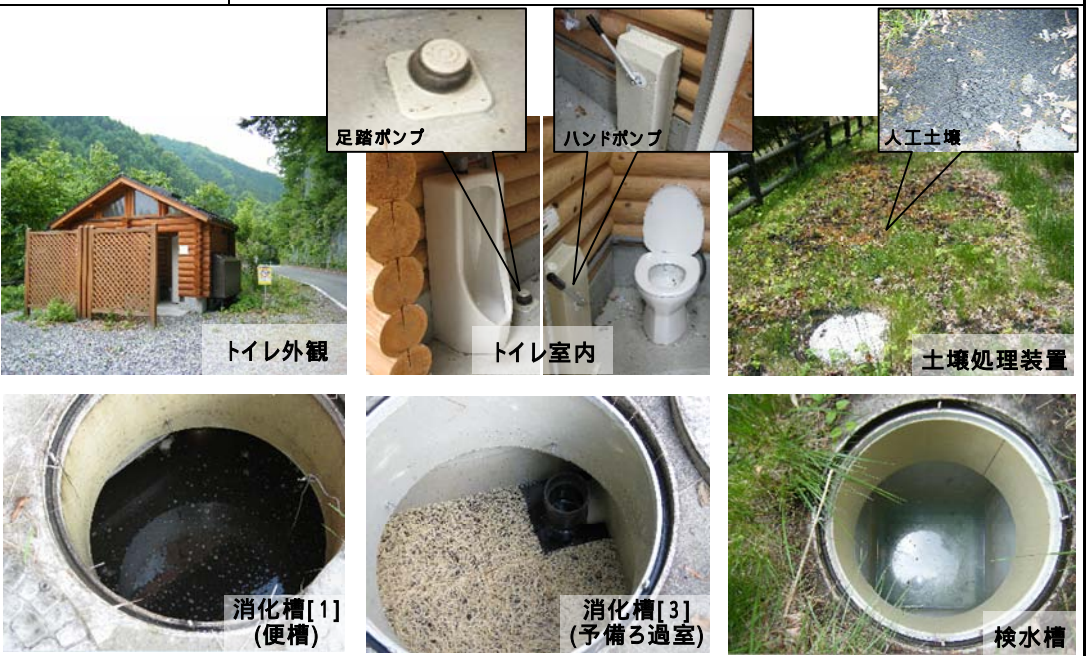 足踏ポンプ
ハンドポンプ
人工土壌
トイレ外観
トイレ室内
土壌処理装置
消化槽[1]
(便槽)
消化槽[3]
(予備ろ過室)
検水槽